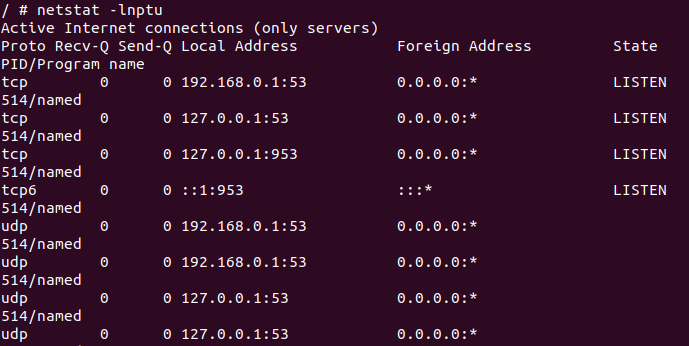 / # netstat -lnptu
Active Internet connections (only servers)
Proto Recv-Q Send-Q Local Address           Foreign Address         State
PID/Program name
tcp        0      0 192.168.0.1:53          0.0.0.0:*               LISTEN
514/named
tcp        0      0 127.0.0.1:53            0.0.0.0:*               LISTEN
514/named
tcp        0      0 127.0.0.1:953           0.0.0.0:*               LISTEN
514/named
tcp6       0      0 ::1:953                 :::*                    LISTEN
514/named
udp        0      0 192.168.0.1:53          0.0.0.0:*
514/named
udp        0      0 192.168.0.1:53          0.0.0.0:*
514/named
udp        0      0 127.0.0.1:53            0.0.0.0:*
514/named
udp        0      0 127.0.0.1:53            0.0.0.0:*